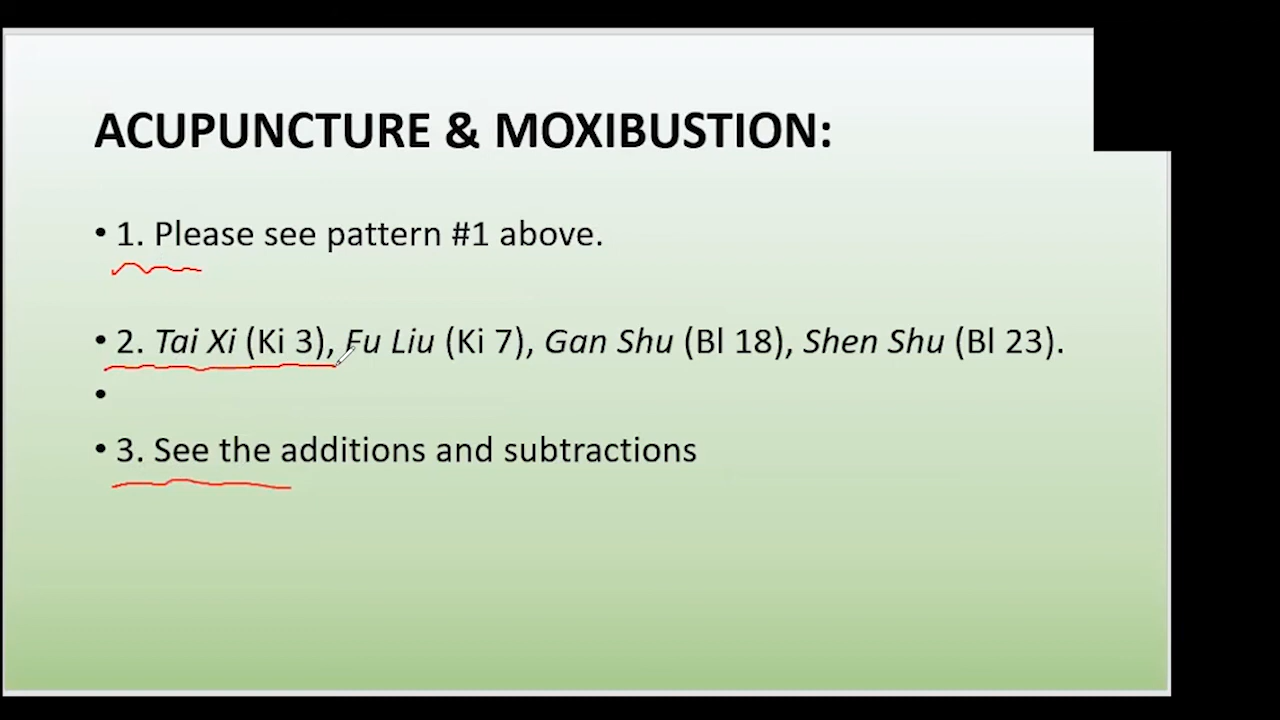 ACUPUNCTURE & MOXIBUSTION:
• 1. Please see pattern #1 above.
• 2. Tai Xi (Ki 3), Fu Liu (Ki 7), Gan Shu (Bl 18), Shen Shu (Bl 23).
•
• 3. See the additions and subtractions